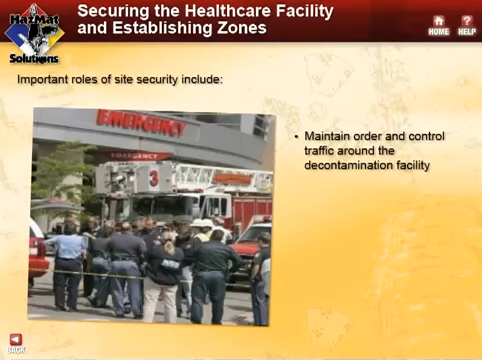 HazMat
Solutions
Securing the Healthcare Facility
and Establishing Zones
HOME
HELP
Important roles of site security include:
EMERGENCY
EMERGENCY
3
• Maintain order and control
traffic around the
decontamination facility
BACK